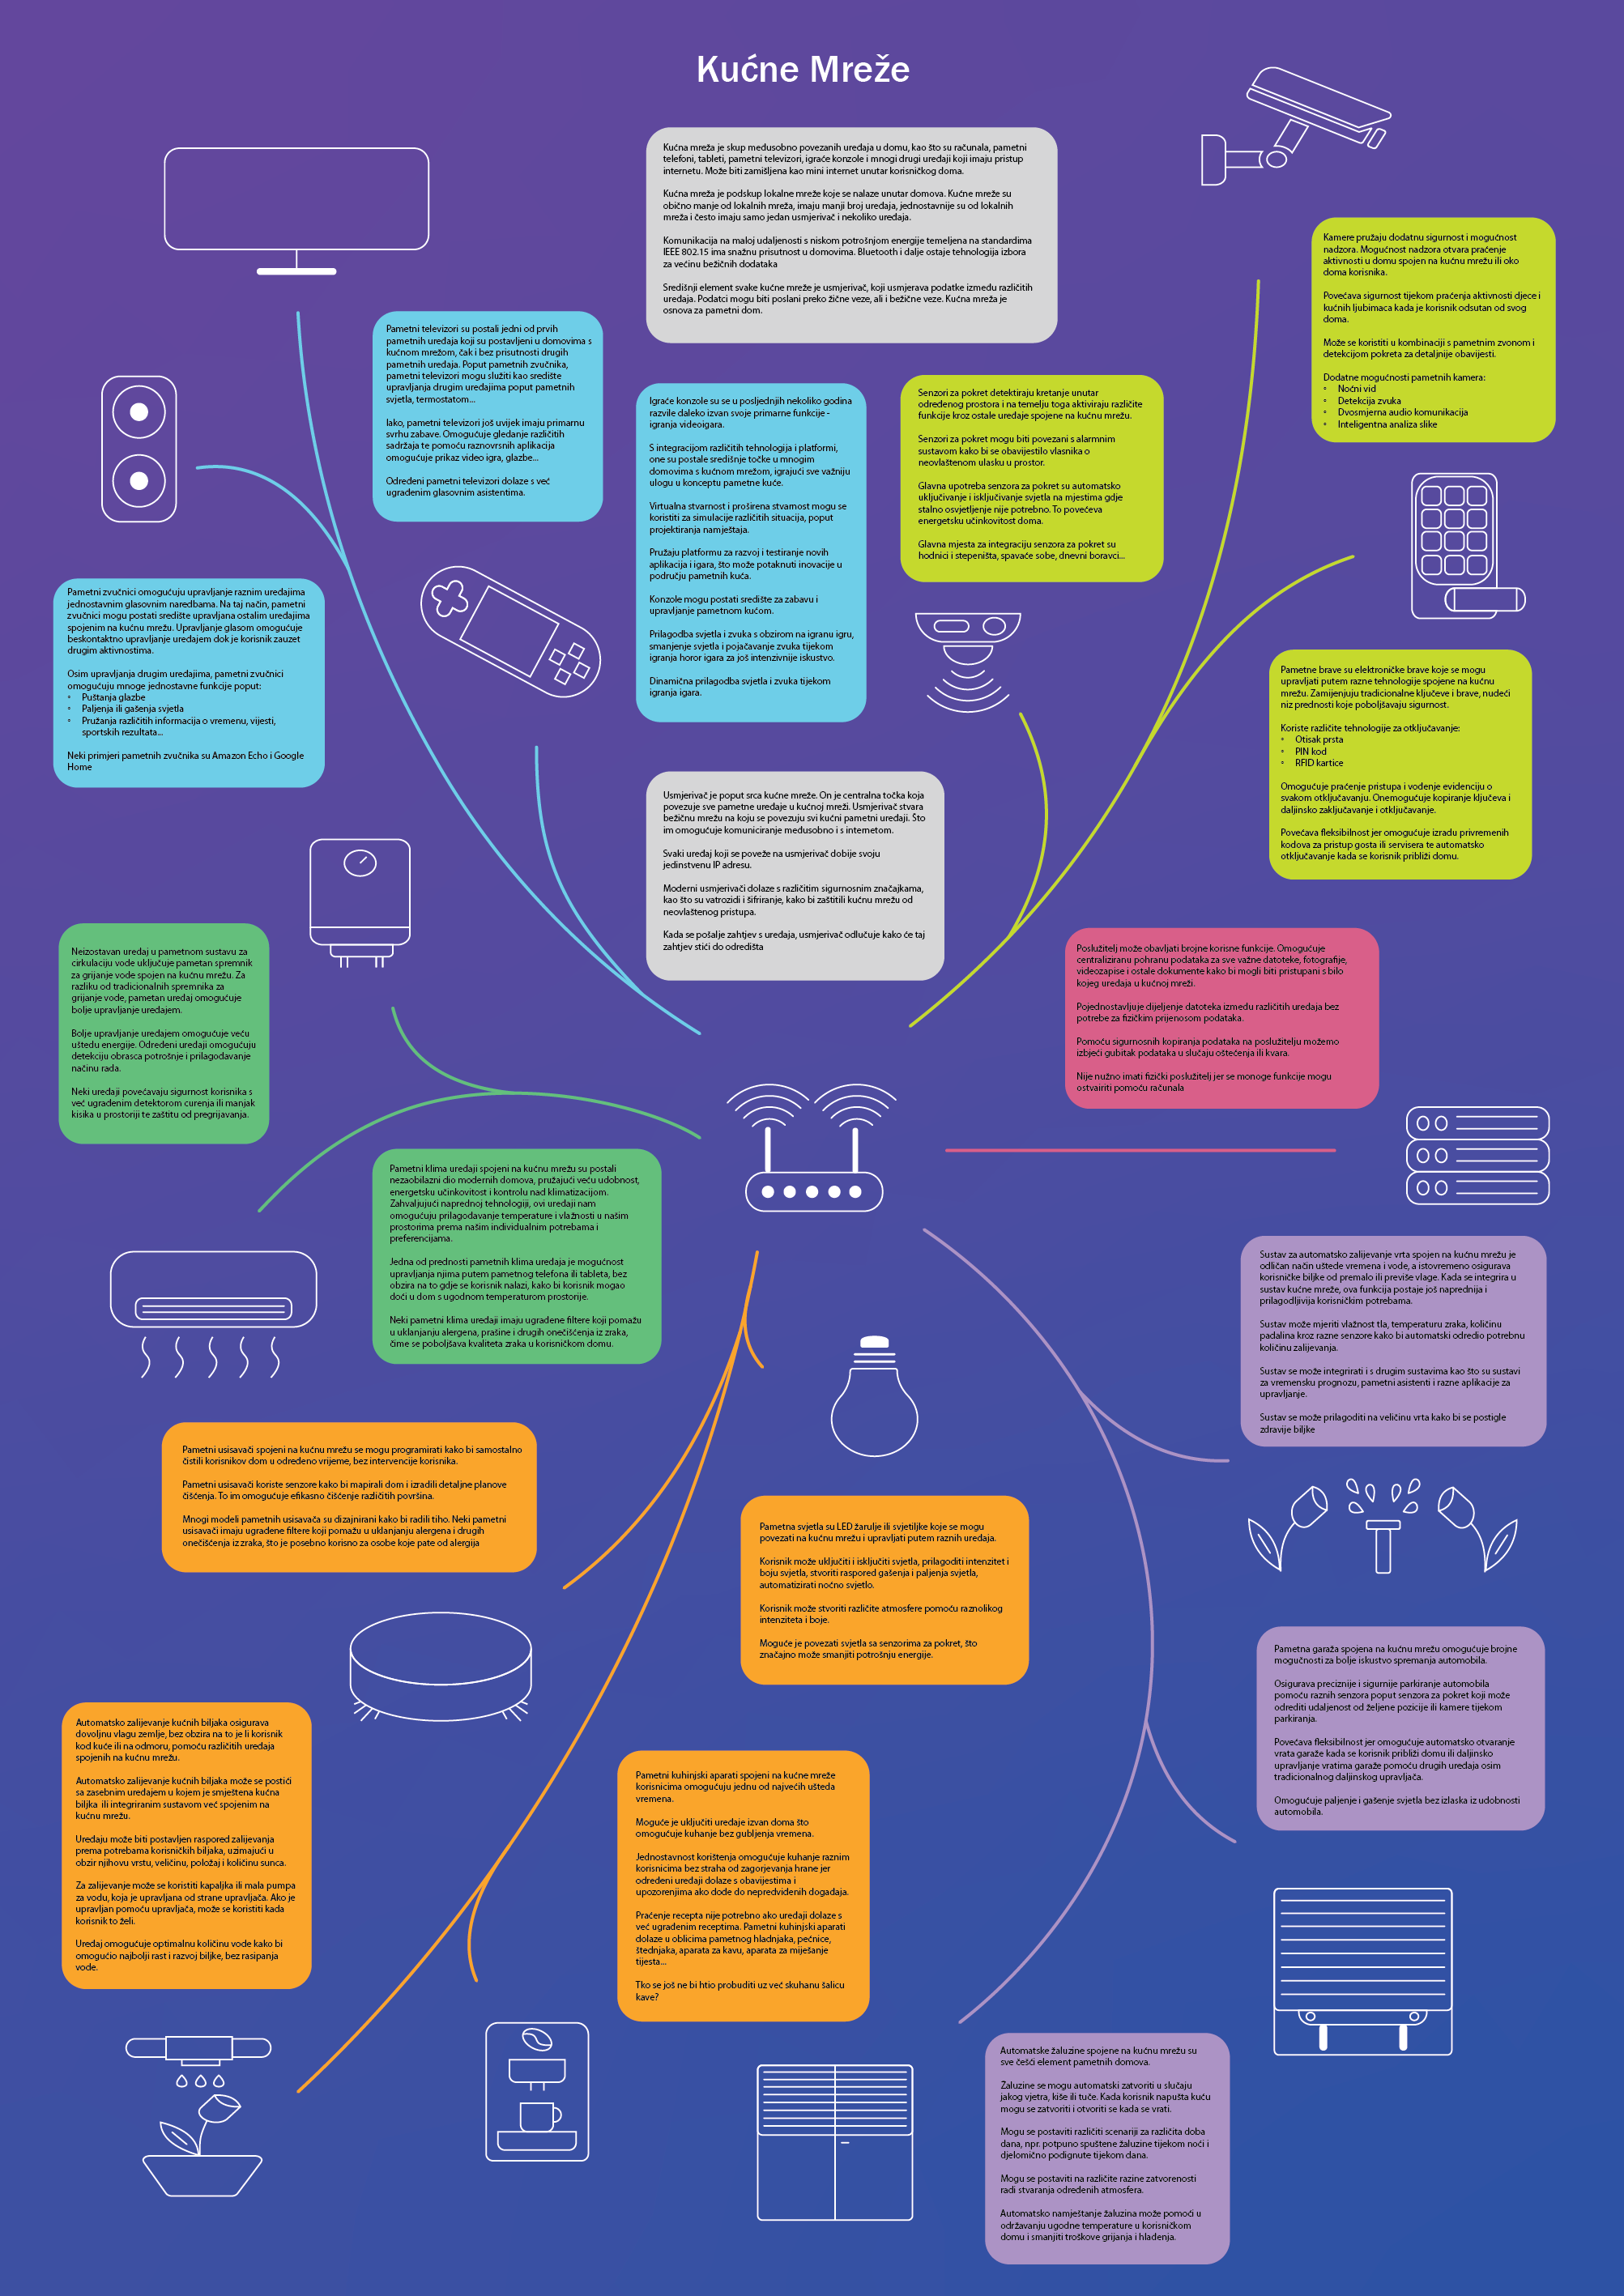 Kućne Mreže
Kućna mreža je skup međusobno povezanih uređaja u domu, kao što su računala, pametni
telefoni, tableti, pametni televizori, igraće konzole i mnogi drugi uređaji koji imaju pristup
internetu. Može biti zamišljena kao mini internet unutar korisničkog doma.
Kućna mreža je podskup lokalne mreže koje se nalaze unutar domova. Kućne mreže su
obično manje od lokalnih mreža, imaju manji broj uređaja, jednostavnije su od lokalnih
mreža i često imaju samo jedan usmjerivač i nekoliko uređaja.
Komunikacija na maloj udaljenosti s niskom potrošnjom energije temeljena na standardima
IEEE 802.15 ima snažnu prisutnost u domovima. Bluetooth i dalje ostaje tehnologija izbora
za većinu bežičnih dodataka
Središnji element svake kućne mreže je usmjerivač, koji usmjerava podatke između različitih
uređaja. Podatci mogu biti poslani preko žične veze, ali i bežične veze. Kućna mreža je
osnova za pametni dom.
Kamere pružaju dodatnu sigurnost i mogućnost
nadzora. Mogućnost nadzora otvara praćenje
aktivnosti u domu spojen na kućnu mrežu ili oko
doma korisnika.
Povećava sigurnost tijekom praćenja aktivnosti djece i
kućnih ljubimaca kada je korisnik odsutan od svog
doma.
Može se koristiti u kombinaciji s pametnim zvonom i
detekcijom pokreta za detaljnije obavijesti.
Dodatne mogućnosti pametnih kamera:
◦ Noćni vid
◦ Detekcija zvuka
◦ Dvosmjerna audio komunikacija
◦ Inteligentna analiza slike
Pametni televizori su postali jedni od prvih
pametnih uređaja koji su postavljeni u domovima s
kućnom mrežom, čak i bez prisutnosti drugih
pametnih uređaja. Poput pametnih zvučnika,
pametni televizori mogu služiti kao središte
upravljanja drugim uređajima poput pametnih
svjetla, termostatom...
Iako, pametni televizori još uvijek imaju primarnu
svrhu zabave. Omogućuje gledanje različitih
sadržaja te pomoću raznovrsnih aplikacija
omogućuje prikaz video igra, glazbe...
Određeni pametni televizori dolaze s već
ugrađenim glasovnim asistentima.
Igraće konzole su se u posljednjih nekoliko godina
razvile daleko izvan svoje primarne funkcije -
igranja videoigara.
S integracijom različitih tehnologija i platformi,
one su postale središnje točke u mnogim
domovima s kućnom mrežom, igrajući sve važniju
ulogu u konceptu pametne kuće.
Virtualna stvarnost i proširena stvarnost mogu se
koristiti za simulacije različitih situacija, poput
projektiranja namještaja.
Pružaju platformu za razvoj i testiranje novih
aplikacija i igara, što može potaknuti inovacije u
području pametnih kuća.
Konzole mogu postati središte za zabavu i
upravljanje pametnom kućom.
Prilagodba svjetla i zvuka s obzirom na igranu igru,
smanjenje svjetla i pojačavanje zvuka tijekom
igranja horor igara za još intenzivnije iskustvo.
Dinamična prilagodba svjetla i zvuka tijekom
igranja igara.
Senzori za pokret detektiraju kretanje unutar
određenog prostora i na temelju toga aktiviraju različite
funkcije kroz ostale uređaje spojene na kućnu mrežu.
Senzori za pokret mogu biti povezani s alarmnim
sustavom kako bi se obavijestilo vlasnika o
neovlaštenom ulasku u prostor.
Glavna upotreba senzora za pokret su automatsko
uključivanje i isključivanje svjetla na mjestima gdje
stalno osvjetljenje nije potrebno. To povećeva
energetsku učinkovitost doma.
Glavna mjesta za integraciju senzora za pokret su
hodnici i stepeništa, spavaće sobe, dnevni boravci...
Pametni zvučnici omogućuju upravljanje raznim uređajima
jednostavnim glasovnim naredbama. Na taj način, pametni
zvučnici mogu postati središte upravljana ostalim uređajima
spojenim na kućnu mrežu. Upravljanje glasom omogućuje
beskontaktno upravljanje uređajem dok je korisnik zauzet
drugim aktivnostima.
Osim upravljanja drugim uređajima, pametni zvučnici
omogućuju mnoge jednostavne funkcije poput:
◦ Puštanja glazbe
◦ Paljenja ili gašenja svjetla
◦ Pružanja različitih informacija o vremenu, vijesti,
sportskih rezultata...
Neki primjeri pametnih zvučnika su Amazon Echo i Google
Home
Pametne brave su elektroničke brave koje se mogu
upravljati putem razne tehnologije spojene na kućnu
mrežu. Zamijenjuju tradicionalne ključeve i brave, nudeći
niz prednosti koje poboljšavaju sigurnost.
Koriste različite tehnologije za otključavanje:
◦ Otisak prsta
◦ PIN kod
◦ RFID kartice
Omogućuje praćenje pristupa i vođenje evidenciju o
svakom otključavanju. Onemogućuje kopiranje ključeva i
daljinsko zaključavanje i otključavanje.
Povećava fleksibilnost jer omogućuje izradu privremenih
kodova za pristup gosta ili servisera te automatsko
otključavanje kada se korisnik približi domu.
Usmjerivač je poput srca kućne mreže. On je centralna točka koja
povezuje sve pametne uređaje u kućnoj mreži. Usmjerivač stvara
bežičnu mrežu na koju se povezuju svi kućni pametni uređaji. Što
im omogućuje komuniciranje međusobno i s internetom.
Svaki uređaj koji se poveže na usmjerivač dobije svoju
jedinstvenu IP adresu.
Moderni usmjerivači dolaze s različitim sigurnosnim značajkama,
kao što su vatrozidi i šifriranje, kako bi zaštitili kućnu mrežu od
neovlaštenog pristupa.
Kada se pošalje zahtjev s uređaja, usmjerivač odlučuje kako će taj
zahtjev stići do odredišta
Neizostavan uređaj u pametnom sustavu za
cirkulaciju vode uključuje pametan spremnik
za grijanje vode spojen na kućnu mrežu. Za
razliku od tradicionalnih spremnika za
grijanje vode, pametan uređaj omogućuje
bolje upravljanje uređajem.
Bolje upravljanje uređajem omogućuje veću
uštedu energije. Određeni uređaji omogućuju
detekciju obrasca potrošnje i prilagođavanje
načinu rada.
Neki uređaji povećavaju sigurnost korisnika s
već ugrađenim detektorom curenja ili manjak
kisika u prostoriji te zaštitu od pregrijavanja.
Poslužitelj može obavljati brojne korisne funkcije. Omogućuje
centraliziranu pohranu podataka za sve važne datoteke, fotografije,
videozapise i ostale dokumente kako bi mogli biti pristupani s bilo
kojeg uređaja u kućnoj mreži.
Pojednostavljuje dijeljenje datoteka između različitih uređaja bez
potrebe za fizičkim prijenosom podataka.
Pomoću sigurnosnih kopiranja podataka na poslužitelju možemo
izbjeći gubitak podataka u slučaju oštećenja ili kvara.
Nije nužno imati fizički poslužitelj jer se monoge funkcije mogu
ostvairiti pomoću računala
Pametni klima uređaji spojeni na kućnu mrežu su postali
nezaobilazni dio modernih domova, pružajući veću udobnost,
energetsku učinkovitost i kontrolu nad klimatizacijom.
Zahvaljujući naprednoj tehnologiji, ovi uređaji nam
omogućuju prilagođavanje temperature i vlažnosti u našim
prostorima prema našim individualnim potrebama i
preferencijama.
Jedna od prednosti pametnih klima uređaja je mogućnost
upravljanja njima putem pametnog telefona ili tableta, bez
obzira na to gdje se korisnik nalazi, kako bi korisnik mogao
doći u dom s ugodnom temperaturom prostorije.
Neki pametni klima uređaji imaju ugrađene filtere koji pomažu
u uklanjanju alergena, prašine i drugih onečišćenja iz zraka,
čime se poboljšava kvaliteta zraka u korisničkom domu.
Sustav za automatsko zalijevanje vrta spojen na kućnu mrežu je
odličan način uštede vremena i vode, a istovremeno osigurava
korisničke biljke od premalo ili previše vlage. Kada se integrira u
sustav kućne mreže, ova funkcija postaje još naprednija i
prilagodljivija korisničkim potrebama.
Sustav može mjeriti vlažnost tla, temperaturu zraka, količinu
padalina kroz razne senzore kako bi automatski odredio potrebnu
količinu zalijevanja.
Sustav se može integrirati i s drugim sustavima kao što su sustavi
za vremensku prognozu, pametni asistenti i razne aplikacije za
upravljanje.
Sustav se može prilagoditi na veličinu vrta kako bi se postigle
zdravije biljke
Pametni usisavači spojeni na kućnu mrežu se mogu programirati kako bi samostalno
čistili korisnikov dom u određeno vrijeme, bez intervencije korisnika.
Pametni usisavači koriste senzore kako bi mapirali dom i izradili detaljne planove
čišćenja. To im omogućuje efikasno čišćenje različitih površina.
Mnogi modeli pametnih usisavača su dizajnirani kako bi radili tiho. Neki pametni
usisavači imaju ugrađene filtere koji pomažu u uklanjanju alergena i drugih
onečišćenja iz zraka, što je posebno korisno za osobe koje pate od alergija
Pametna svjetla su LED žarulje ili svjetiljke koje se mogu
povezati na kućnu mrežu i upravljati putem raznih uređaja.
Korisnik može uključiti i isključiti svjetla, prilagoditi intenzitet i
boju svjetla, stvoriti raspored gašenja i paljenja svjetla,
automatizirati noćno svjetlo.
Korisnik može stvoriti različite atmosfere pomoću raznolikog
intenziteta i boje.
Moguće je povezati svjetla sa senzorima za pokret, što
značajno može smanjiti potrošnju energije.
Pametna garaža spojena na kućnu mrežu omogućuje brojne
mogućnosti za bolje iskustvo spremanja automobila.
Osigurava preciznije i sigurnije parkiranje automobila
pomoću raznih senzora poput senzora za pokret koji može
odrediti udaljenost od željene pozicije ili kamere tijekom
parkiranja.
Povećava fleksibilnost jer omogućuje automatsko otvaranje
vrata garaže kada se korisnik približi domu ili daljinsko
upravljanje vratima garaže pomoću drugih uređaja osim
tradicionalnog daljinskog upravljača.
Omogućuje paljenje i gašenje svjetla bez izlaska iz udobnosti
automobila.
Automatsko zalijevanje kućnih biljaka osigurava
dovoljnu vlagu zemlje, bez obzira na to je li korisnik
kod kuće ili na odmoru, pomoću različitih uređaja
spojenih na kućnu mrežu.
Automatsko zalijevanje kućnih biljaka može se postići
sa zasebnim uređajem u kojem je smještena kućna
biljka  ili integriranim sustavom već spojenim na
kućnu mrežu.
Uređaju može biti postavljen raspored zalijevanja
prema potrebama korisničkih biljaka, uzimajući u
obzir njihovu vrstu, veličinu, položaj i količinu sunca.
Za zalijevanje može se koristiti kapaljka ili mala pumpa
za vodu, koja je upravljana od strane upravljača. Ako je
upravljan pomoću upravljača, može se koristiti kada
korisnik to želi.
Uređaj omogućuje optimalnu količinu vode kako bi
omogućio najbolji rast i razvoj biljke, bez rasipanja
vode.
Pametni kuhinjski aparati spojeni na kućne mreže
korisnicima omogućuju jednu od najvećih ušteda
vremena.
Moguće je uključiti uređaje izvan doma što
omogućuje kuhanje bez gubljenja vremena.
Jednostavnost korištenja omogućuje kuhanje raznim
korisnicima bez straha od zagorjevanja hrane jer
određeni uređaji dolaze s obavijestima i
upozorenjima ako dođe do nepredviđenih događaja.
Praćenje recepta nije potrebno ako uređaji dolaze s
već ugrađenim receptima. Pametni kuhinjski aparati
dolaze u oblicima pametnog hladnjaka, pećnice,
štednjaka, aparata za kavu, aparata za miješanje
tijesta...
Tko se još ne bi htio probuditi uz već skuhanu šalicu
kave?
Automatske žaluzine spojene na kućnu mrežu su
sve češći element pametnih domova.
Žaluzine se mogu automatski zatvoriti u slučaju
jakog vjetra, kiše ili tuče. Kada korisnik napušta kuću
mogu se zatvoriti i otvoriti se kada se vrati.
Mogu se postaviti različiti scenariji za različita doba
dana, npr. potpuno spuštene žaluzine tijekom noći i
djelomično podignute tijekom dana.
Mogu se postaviti na različite razine zatvorenosti
radi stvaranja određenih atmosfera.
Automatsko namještanje žaluzina može pomoći u
održavanju ugodne temperature u korisničkom
domu i smanjiti troškove grijanja i hlađenja.